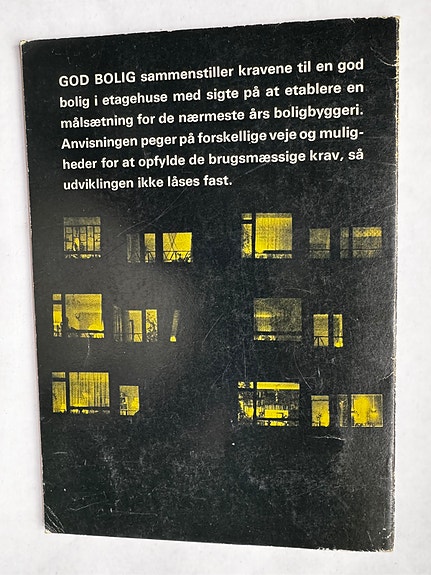 GOD BOLIG sammenstiller kravene til en god
bolig i etagehuse med sigte på at etablere en
målsætning for de nærmeste års boligbyggeri.
Anvisningen peger på forskellige veje og mulig-
heder for at opfylde de brugsmæssige krav, så
udviklingen ikke låses fast.